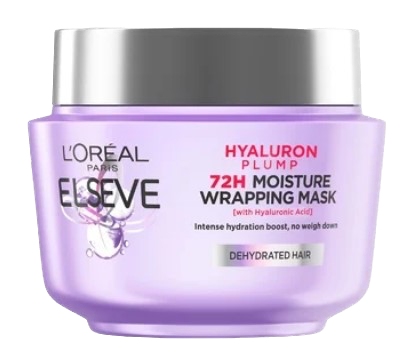 L'ORÉAL
PARIS
ELSEVE
HYALURON
PLUMP
72H MOISTURE
WRAPPING MASK
[with Hyaluronic Acid]
Intense hydration boost, no weigh down
DEHYDRATED HAIR